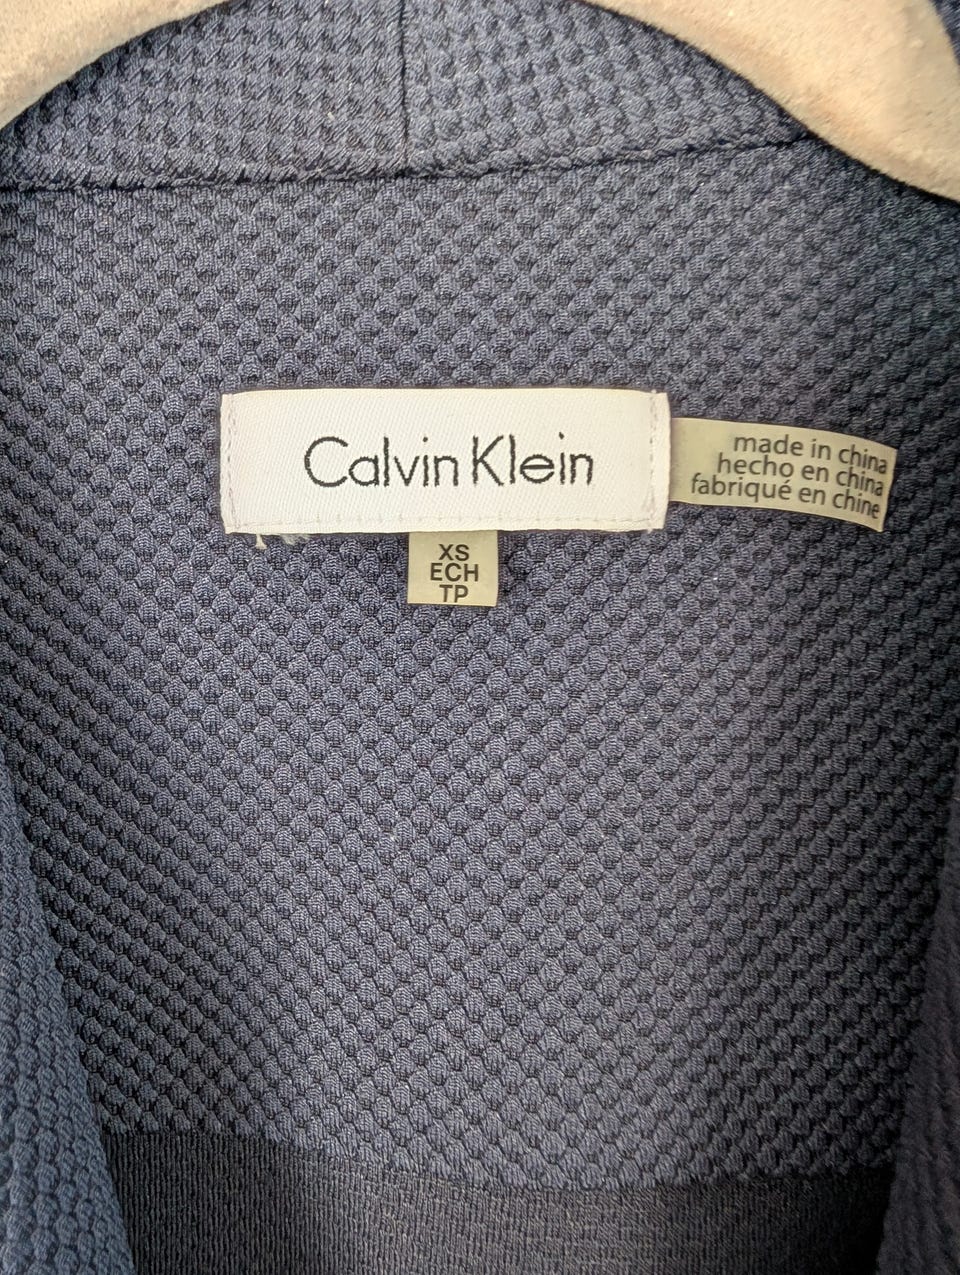 Calvin Klein
made in china
hecho en china
fabriqué en chine
XS
ECH
TP